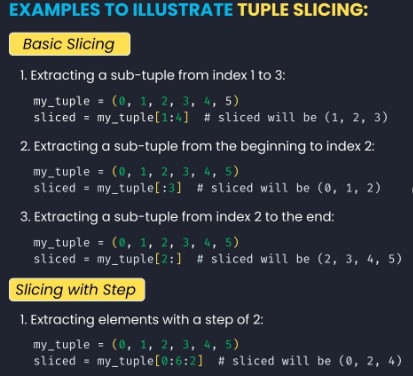 EXAMPLES TO ILLUSTRATE TUPLE SLICING:
Basic Slicing
1. Extracting a sub-tuple from index 1 to 3:
my_tuple = (0, 1, 2, 3, 4, 5)
sliced = my_tuple[1:4]  # sliced will be (1, 2, 3)
2. Extracting a sub-tuple from the beginning to index 2:
my_tuple = (0, 1, 2, 3, 4, 5)
sliced = my_tuple[:3]  # sliced will be (0, 1, 2)
3. Extracting a sub-tuple from index 2 to the end:
my_tuple = (0, 1, 2, 3, 4, 5)
sliced = my_tuple[2:]  # sliced will be (2, 3, 4, 5)
Slicing with Step
1. Extracting elements with a step of 2:
my_tuple = (0, 1, 2, 3, 4, 5)
sliced = my_tuple[0:6:2]  # sliced will be (0, 2, 4)